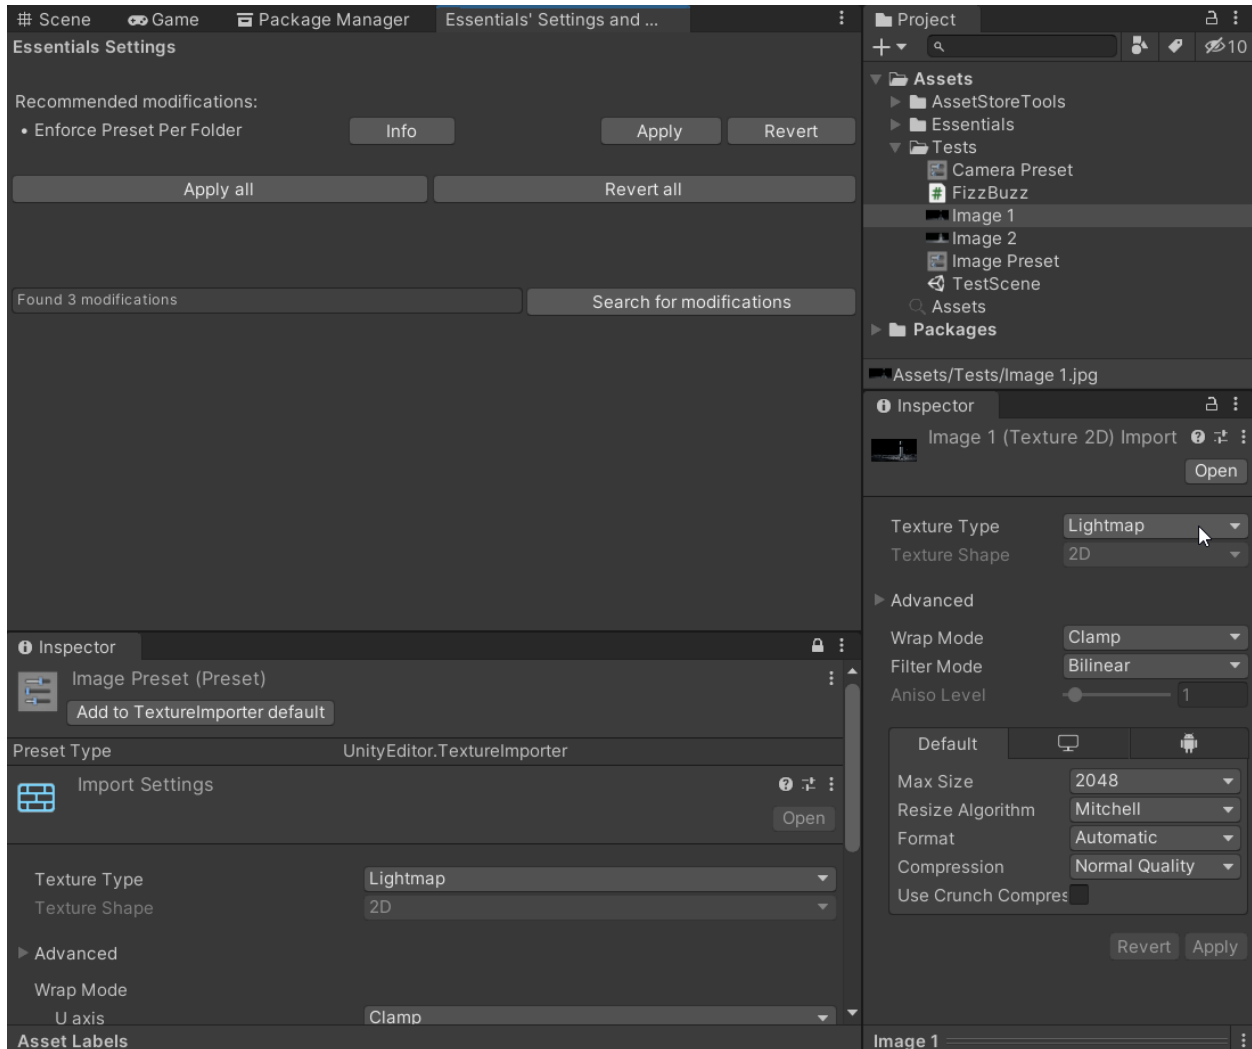 Scene Game Package Manager Essentials' Settings and ...
Essentials Settings
Recommended modifications:
• Enforce Preset Per Folder Info Apply Revert
Apply all Revert all
Found 3 modifications Search for modifications
Inspector
Image Preset (Preset)
Add to TextureImporter default
Preset Type UnityEditor.TextureImporter
Import Settings
Open
Texture Type Lightmap
Texture Shape 2D
Advanced
Wrap Mode
U axis Clamp
Asset Labels
Project
10
Assets
AssetStoreTools
Essentials
Tests
Camera Preset
# FizzBuzz
Image 1
Image 2
Image Preset
TestScene
Assets
Packages
Assets/Tests/Image 1.jpg
Inspector
Image 1 (Texture 2D) Import
Open
Texture Type Lightmap
Texture Shape 2D
Advanced
Wrap Mode Clamp
Filter Mode Bilinear
Aniso Level 1
Default
Max Size 2048
Resize Algorithm Mitchell
Format Automatic
Compression Normal Quality
Use Crunch Compres
Revert Apply
Image 1